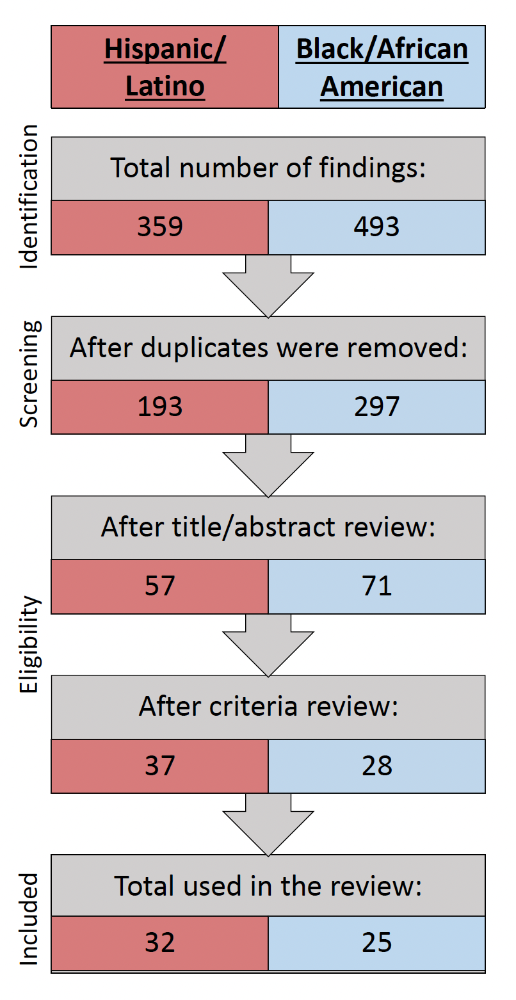 Hispanic/
Latino
Black/African
American
Identification
Total number of findings:
359 493
Screening
After duplicates were removed:
193 297
Eligibility
After title/abstract review:
57 71
After criteria review:
37 28
Included
Total used in the review:
32 25